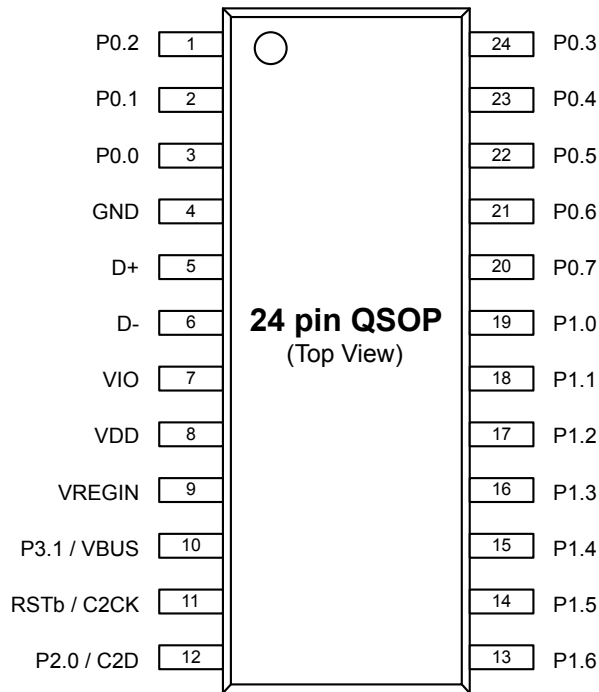 P0.2 1 24 P0.3
P0.1 2 23 P0.4
P0.0 3 22 P0.5
GND 4 21 P0.6
D+ 5 20 P0.7
D- 6 19 P1.0
24 pin QSOP
(Top View)
VIO 7 18 P1.1
VDD 8 17 P1.2
VREGIN 9 16 P1.3
P3.1 / VBUS 10 15 P1.4
RSTb / C2CK 11 14 P1.5
P2.0 / C2D 12 13 P1.6